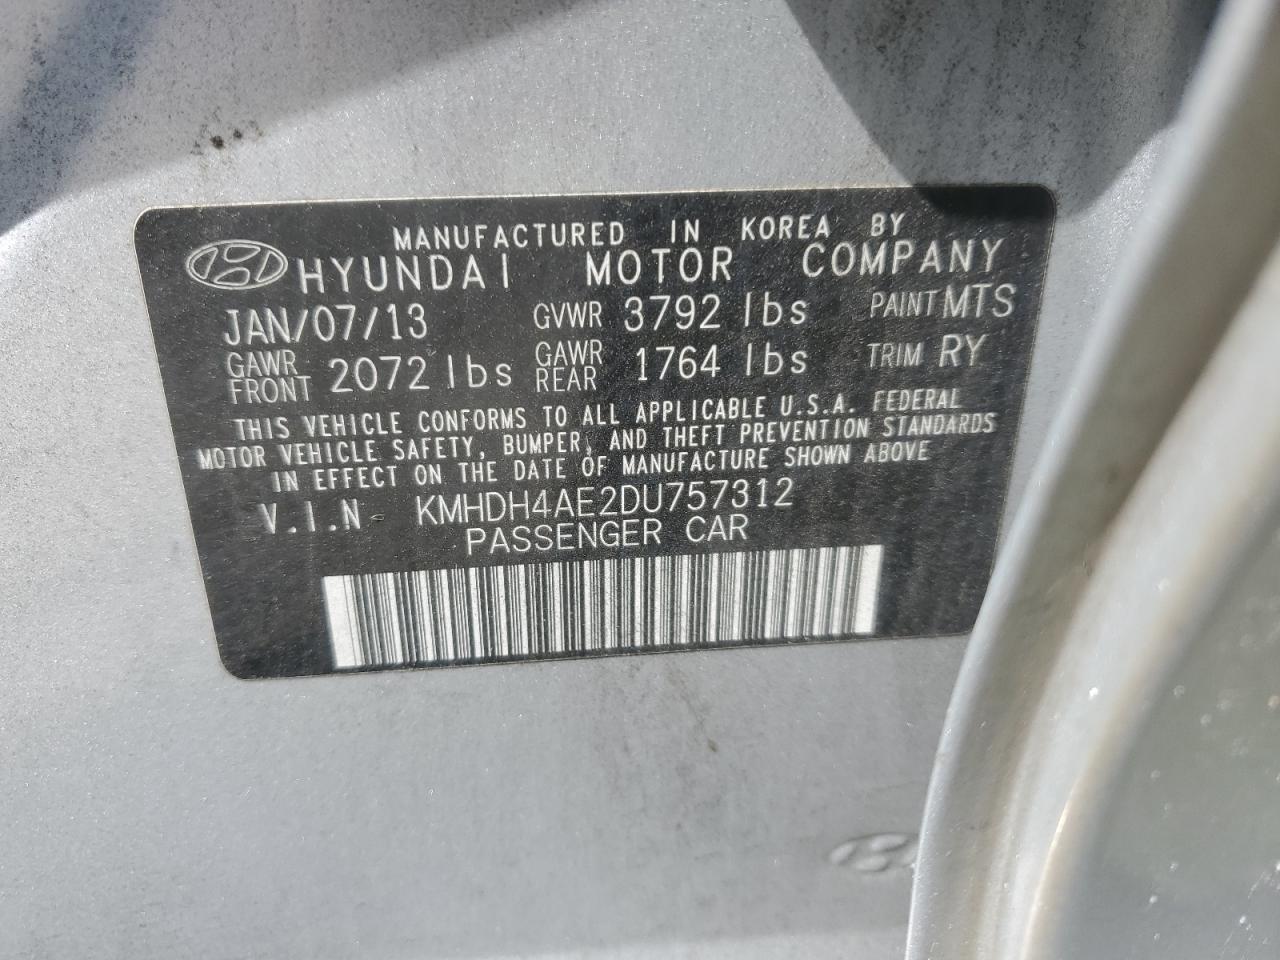 MANUFACTURED IN KOREA BY
HYUNDAI MOTOR COMPANY
JAN/07/13 GVWR 3792 lbs PAINT MTS
GAWR FRONT 2072 lbs GAWR REAR 1764 lbs TRIM RY
THIS VEHICLE CONFORMS TO ALL APPLICABLE U.S.A. FEDERAL
MOTOR VEHICLE SAFETY, BUMPER, AND THEFT PREVENTION STANDARDS
IN EFFECT ON THE DATE OF MANUFACTURE SHOWN ABOVE
V.I.N- KMHDH4AE2DU757312
PASSENGER CAR